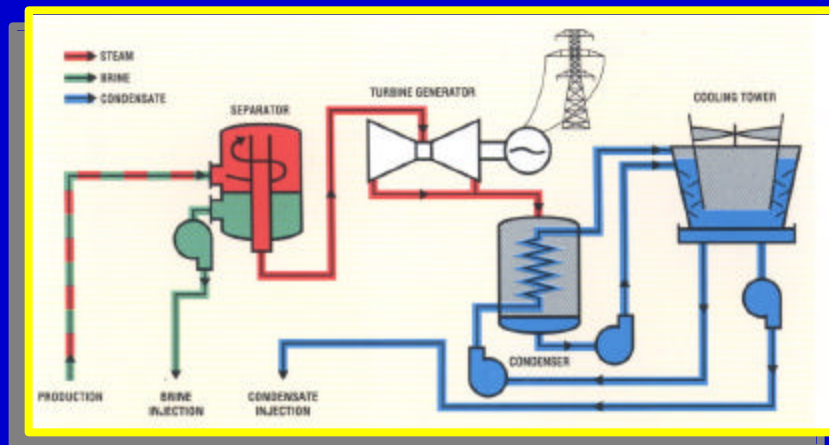 STEAM
BRINE
CONDENSATE
SEPARATOR
TURBINE GENERATOR
COOLING TOWER
CONDENSER
PRODUCTION
BRINE
INJECTION
CONDENSATE
INJECTION